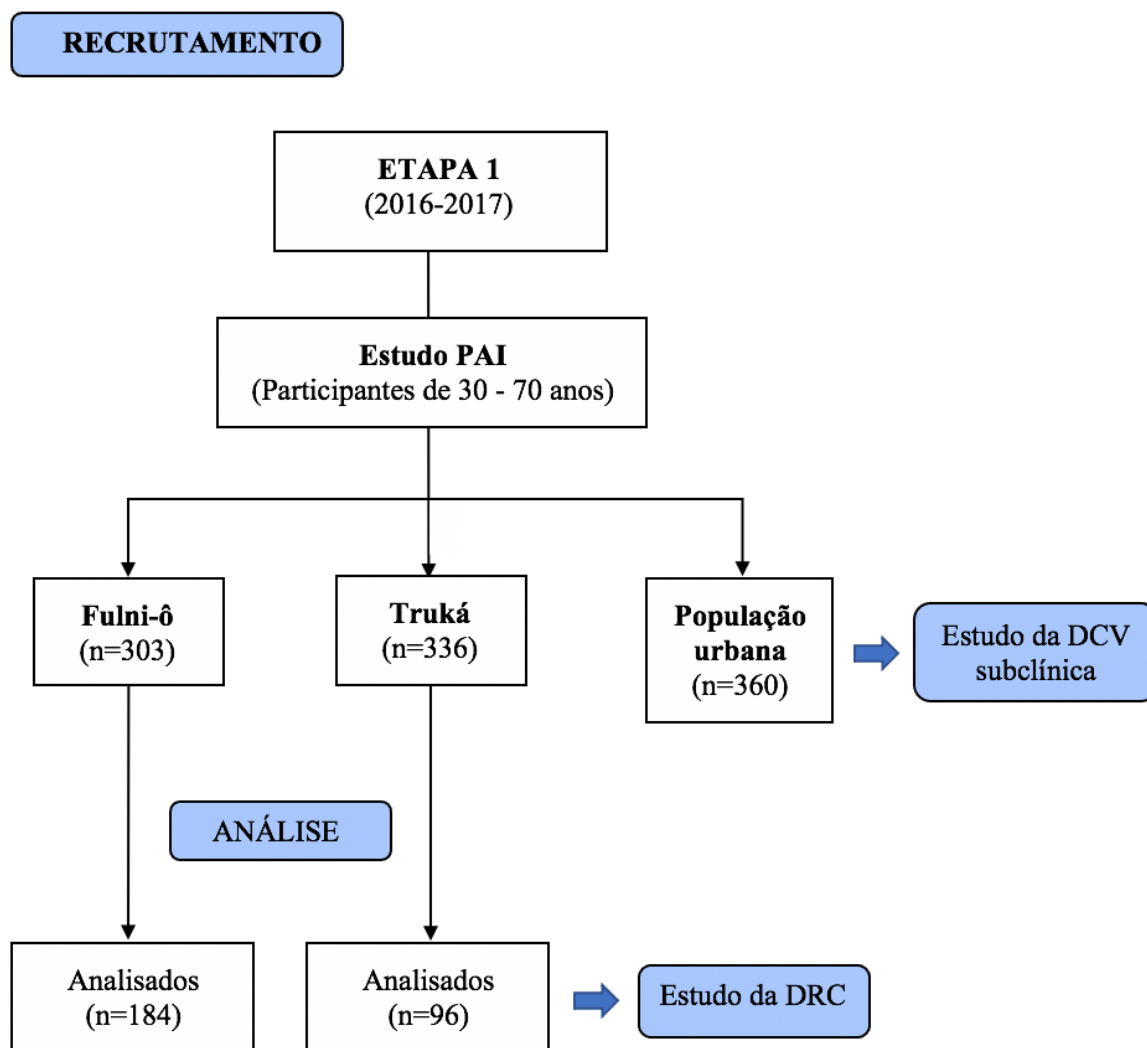 RECRUTAMENTO
ETAPA 1
(2016-2017)
Estudo PAI
(Participantes de 30 - 70 anos)
Fulni-ô
(n=303)
Truká
(n=336)
População
urbana
(n=360)
Estudo da DCV
subclínica
ANÁLISE
Analisados
(n=184)
Analisados
(n=96)
Estudo da DRC